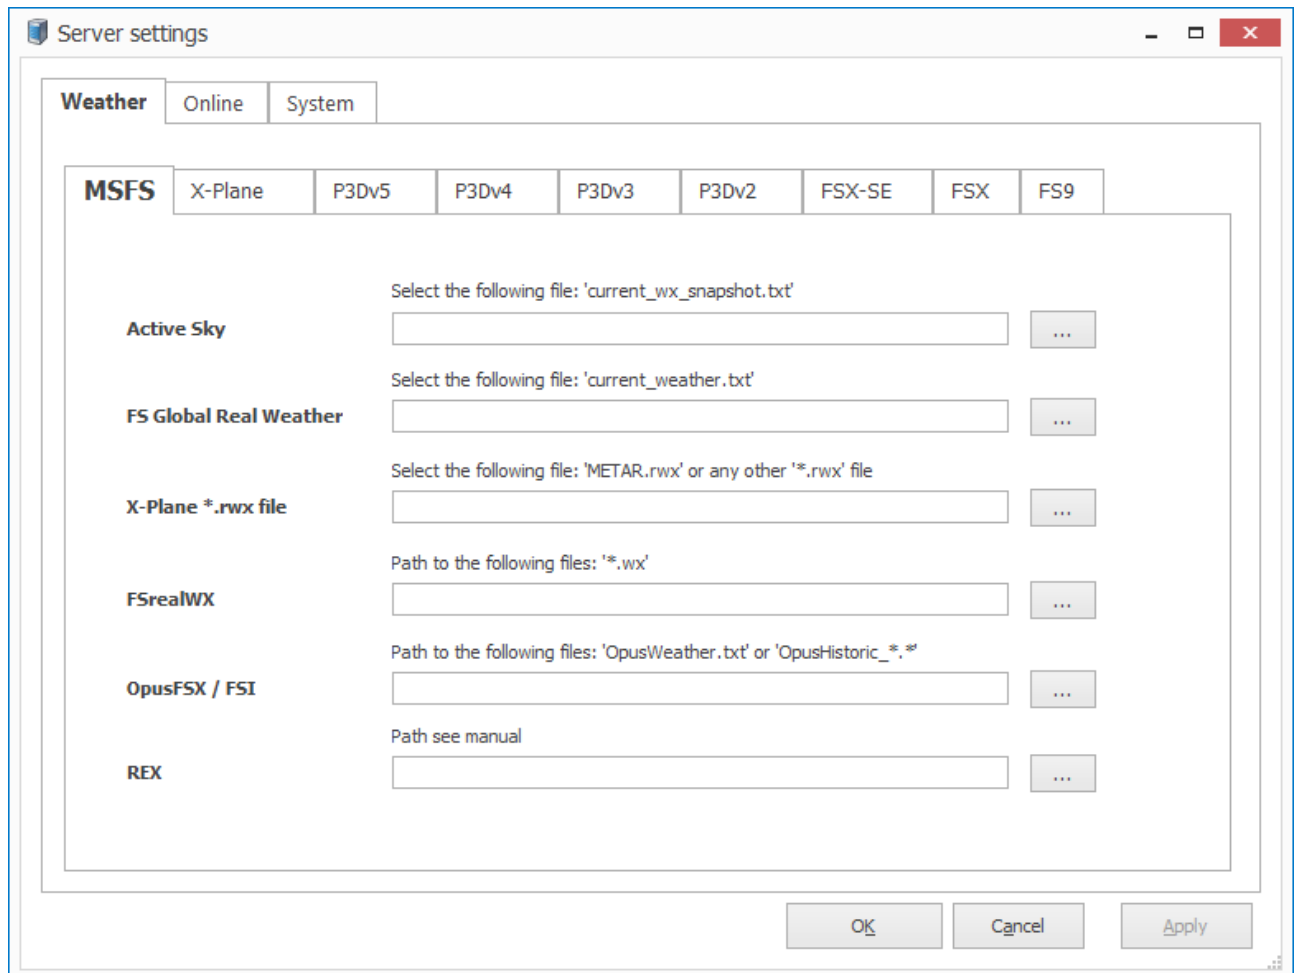 Server settings
Weather Online System
MSFS X-Plane P3Dv5 P3Dv4 P3Dv3 P3Dv2 FSX-SE FSX FS9
Select the following file: 'current_wx_snapshot.txt'
Active Sky ...
Select the following file: 'current_weather.txt'
FS Global Real Weather ...
Select the following file: 'METAR.rwx' or any other '*.rwx' file
X-Plane *.rwx file ...
Path to the following files: '*.wx'
FSrealWX ...
Path to the following files: 'OpusWeather.txt' or 'OpusHistoric_*.*'
OpusFSX / FSI ...
Path see manual
REX ...
OK Cancel Apply